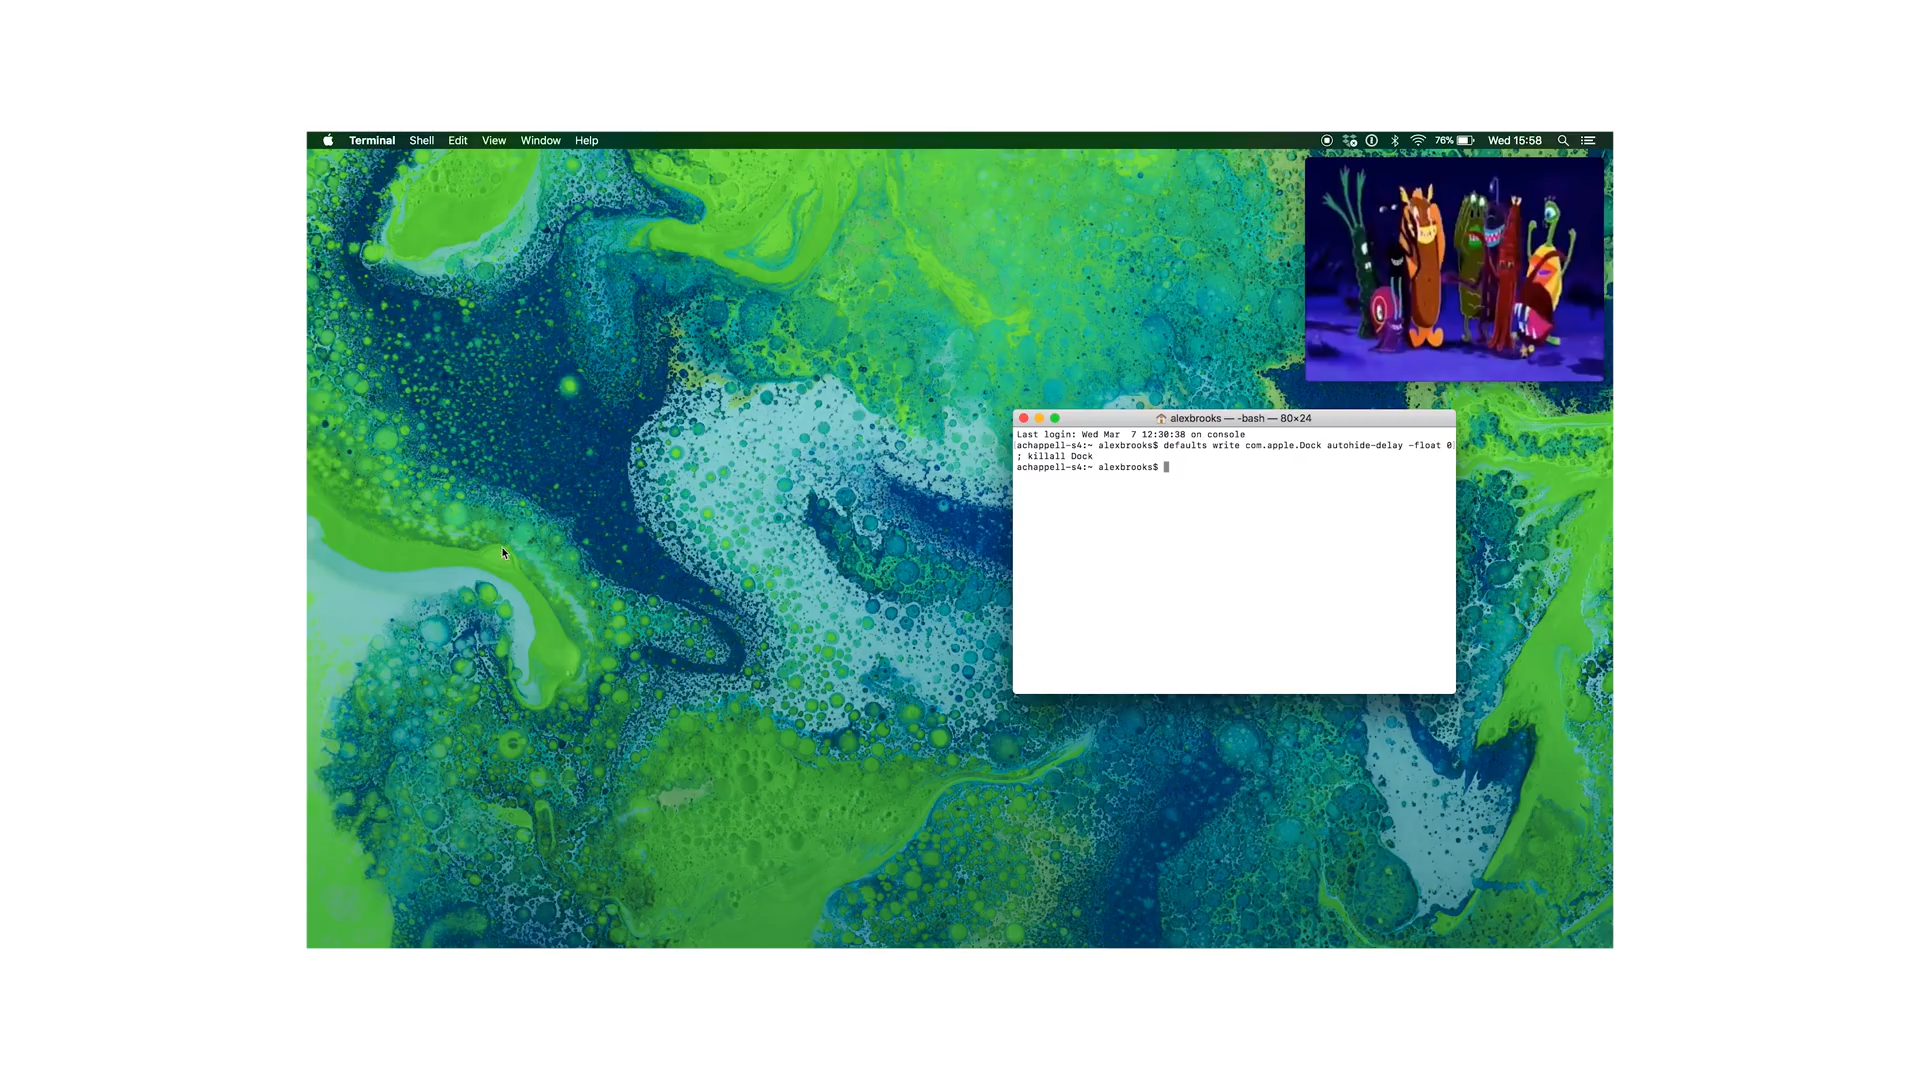 Terminal Shell Edit View Window Help 76% Wed 15:58
alexbrooks — -bash — 80×24
Last login: Wed Mar  7 12:30:38 on console
achappell-s4:~ alexbrooks$ defaults write com.apple.Dock autohide-delay -float 0
; killall Dock
achappell-s4:~ alexbrooks$